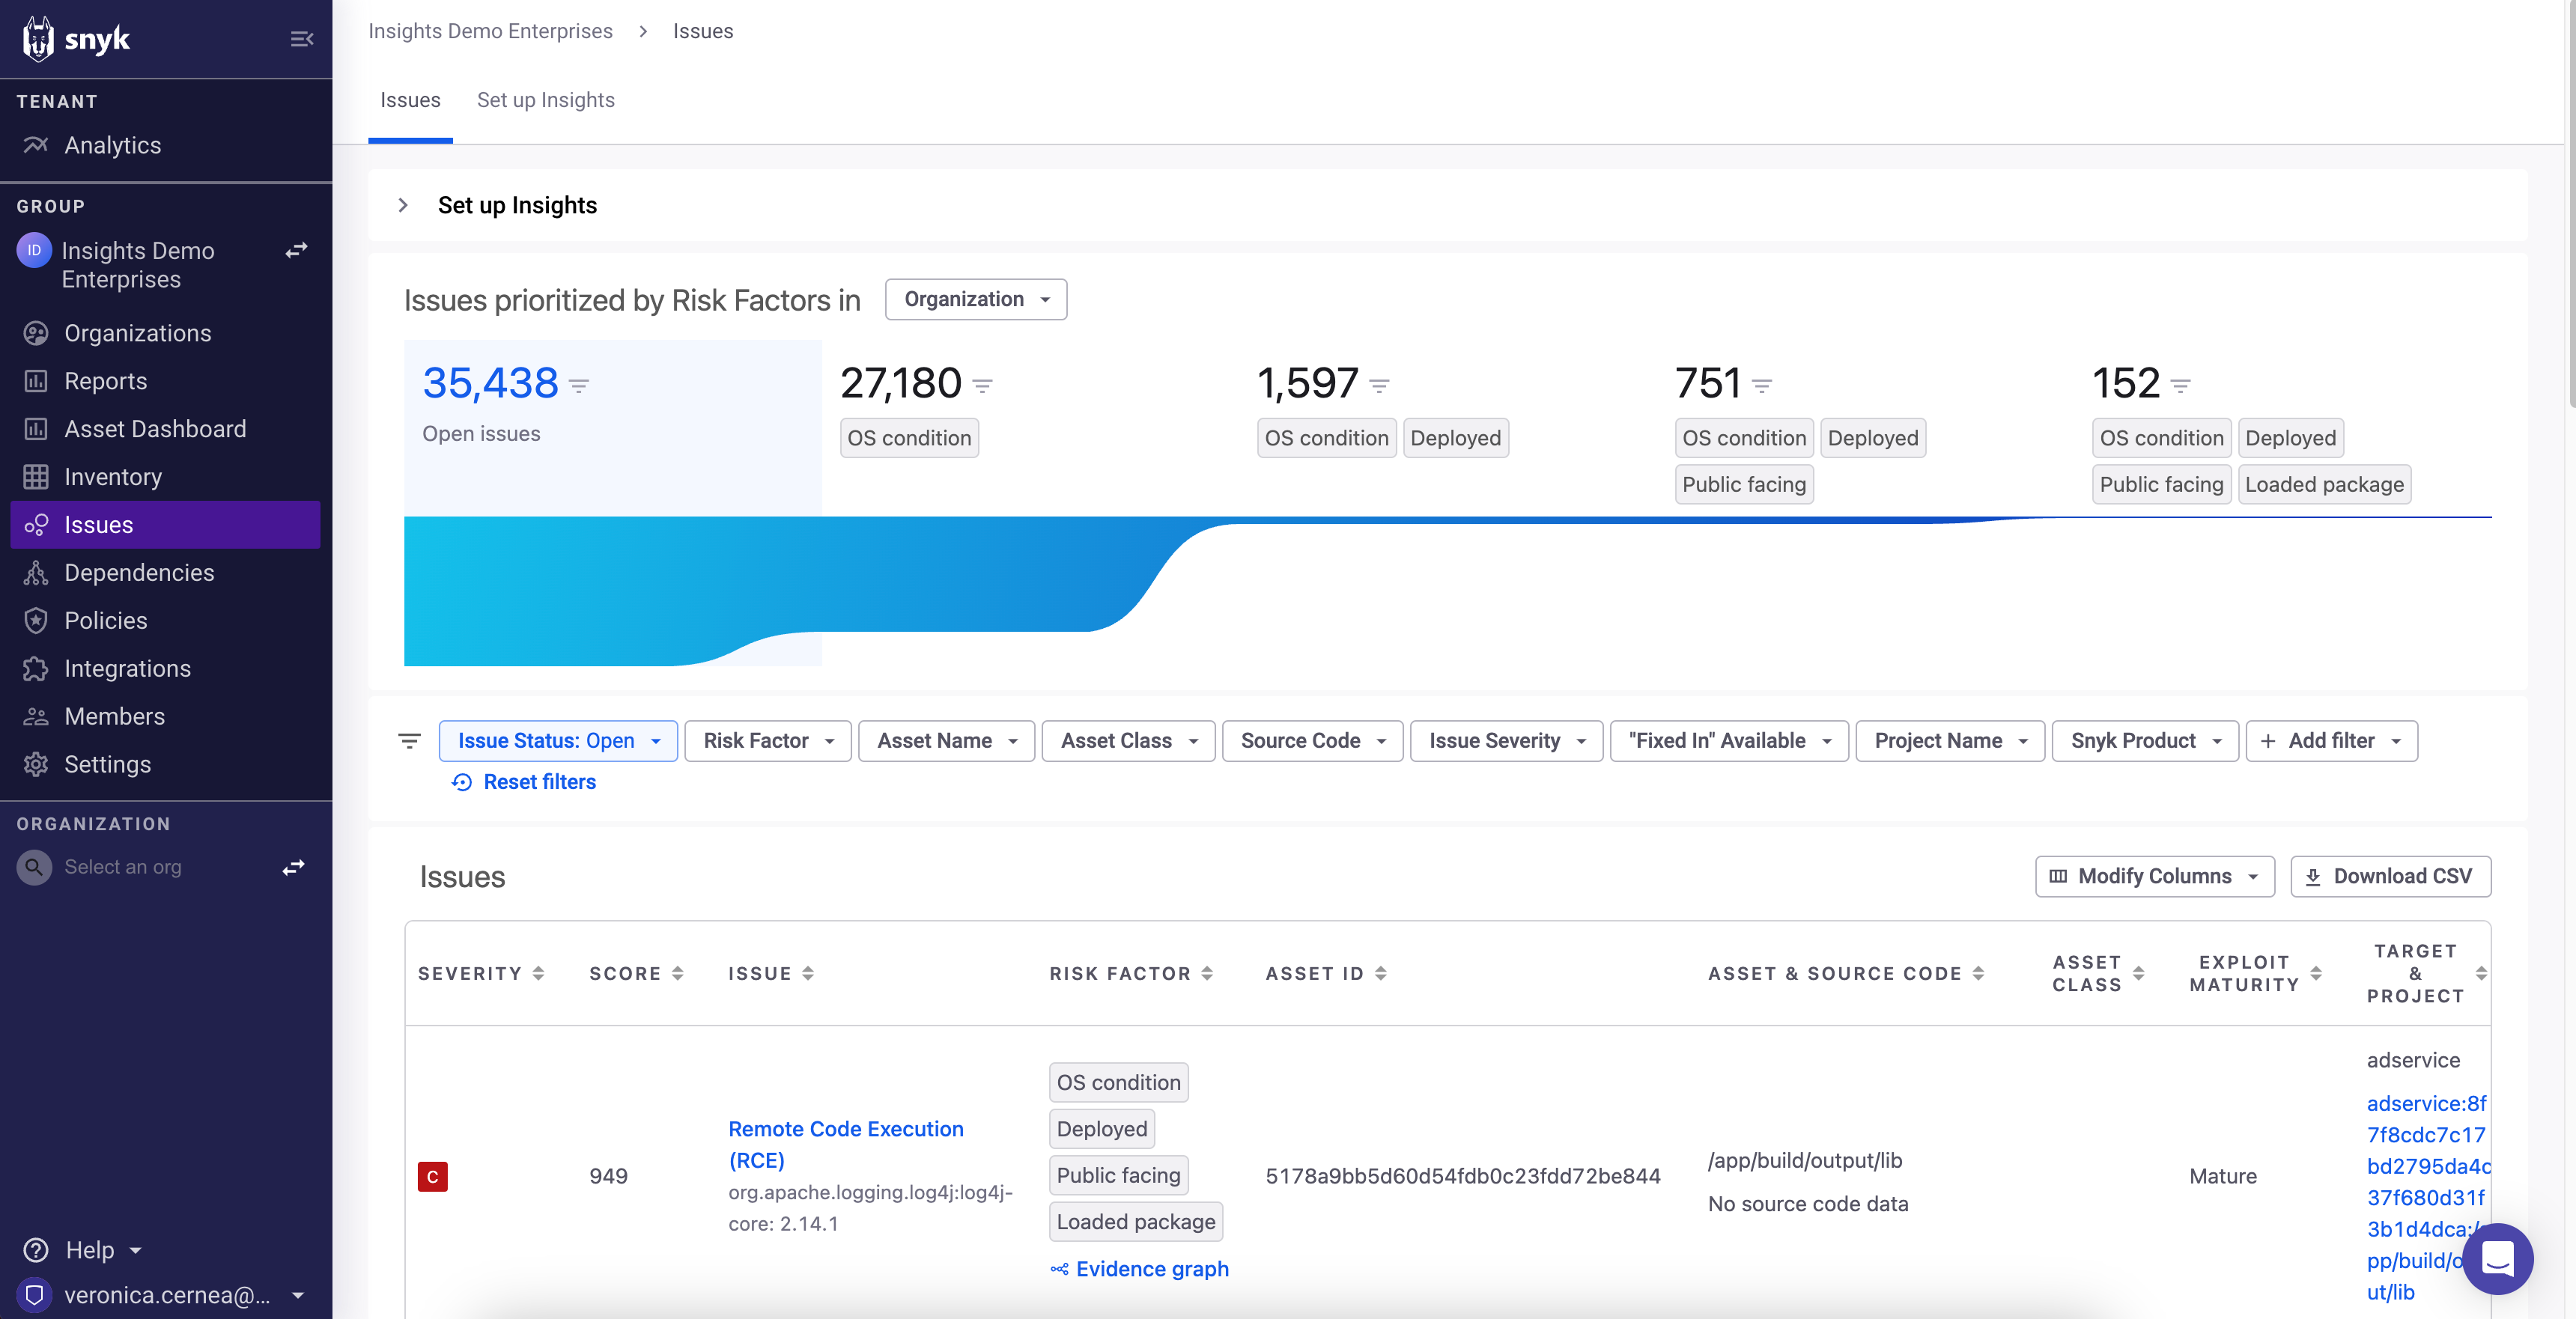 snyk
TENANT
Analytics
GROUP
ID
Insights Demo
Enterprises
Organizations
Reports
Asset Dashboard
Inventory
Issues
Dependencies
Policies
Integrations
Members
Settings
ORGANIZATION
Select an org
Help
veronica.cernea@...
Insights Demo Enterprises > Issues
Issues Set up Insights
Set up Insights
Issues prioritized by Risk Factors in Organization
35,438
Open issues
27,180
OS condition
1,597
OS condition Deployed
751
OS condition Deployed
Public facing
152
OS condition Deployed
Public facing Loaded package
Issue Status: Open Risk Factor Asset Name Asset Class Source Code Issue Severity "Fixed In" Available Project Name Snyk Product + Add filter
Reset filters
Issues
Modify Columns Download CSV
SEVERITY SCORE ISSUE RISK FACTOR ASSET ID ASSET & SOURCE CODE ASSET CLASS EXPLOIT MATURITY TARGET & PROJECT
C
949
Remote Code Execution
(RCE)
org.apache.logging.log4j:log4j-
core: 2.14.1
OS condition
Deployed
Public facing
Loaded package
Evidence graph
5178a9bb5d60d54fdb0c23fdd72be844
/app/build/output/lib
No source code data
Mature
adservice
adservice:8f
7f8cdc7c17
bd2795da4c
37f680d31f
3b1d4dca:/
pp/build/o
ut/lib